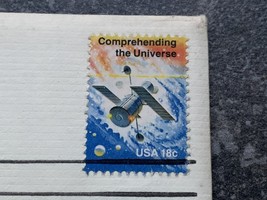 Comprehending
the Universe
USA 18c